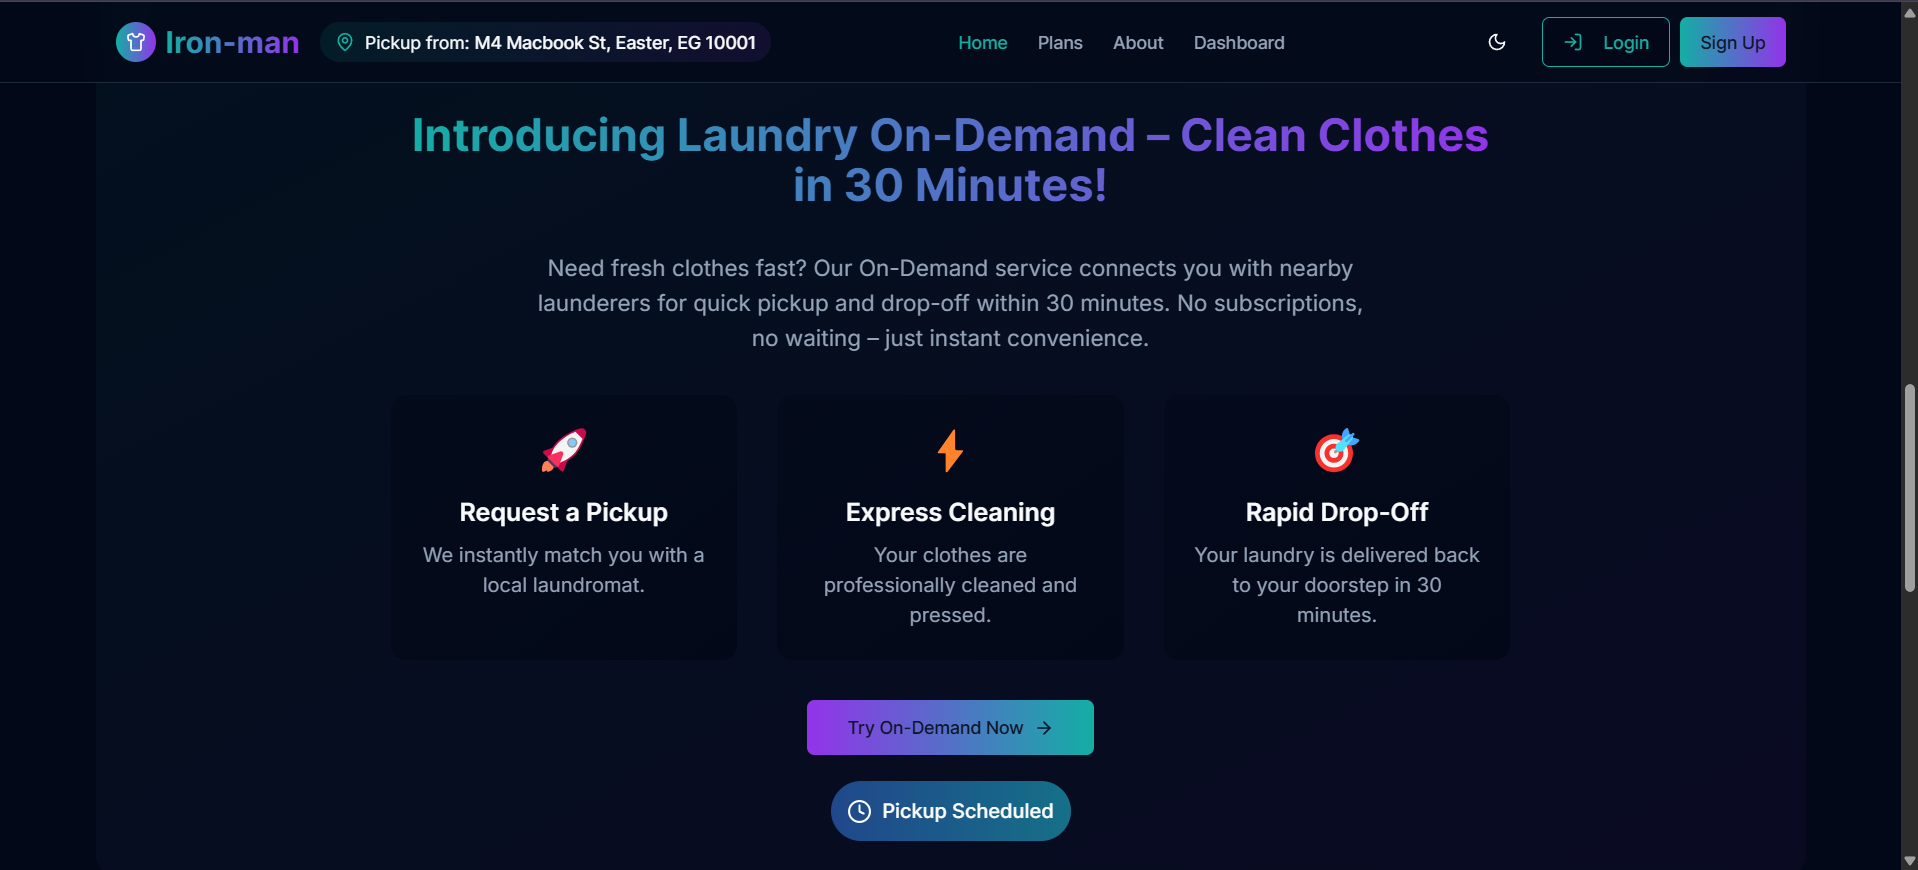 Iron-man
Pickup from: M4 Macbook St, Easter, EG 10001
Home
Plans
About
Dashboard
Login
Sign Up
Introducing Laundry On-Demand – Clean Clothes
in 30 Minutes!
Need fresh clothes fast? Our On-Demand service connects you with nearby
launderers for quick pickup and drop-off within 30 minutes. No subscriptions,
no waiting – just instant convenience.
Request a Pickup
We instantly match you with a
local laundromat.
Express Cleaning
Your clothes are
professionally cleaned and
pressed.
Rapid Drop-Off
Your laundry is delivered back
to your doorstep in 30
minutes.
Try On-Demand Now
Pickup Scheduled